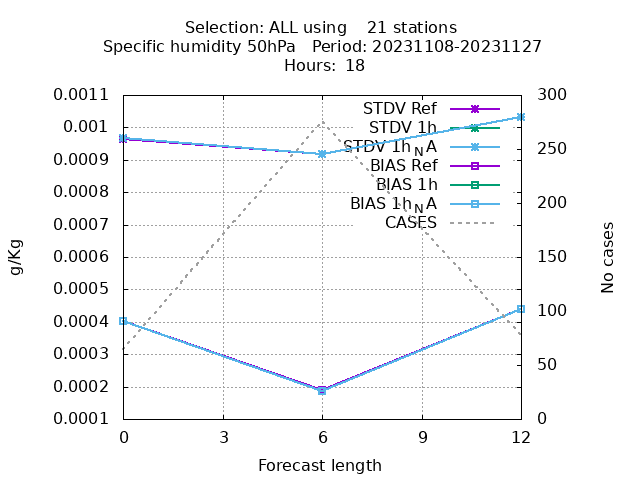 Selection: ALL using 21 stations
Specific humidity 50hPa Period: 20231108-20231127
Hours: 18
0.0011
0.001
0.0009
0.0008
0.0007
0.0006
0.0005
0.0004
0.0003
0.0002
0.0001
g/Kg
STDV Ref
STDV 1h
STDV 1h_NA
BIAS Ref
BIAS 1h
BIAS 1h_NA
CASES
300
250
200
150
100
50
0
No cases
0 3 6 9 12
Forecast length